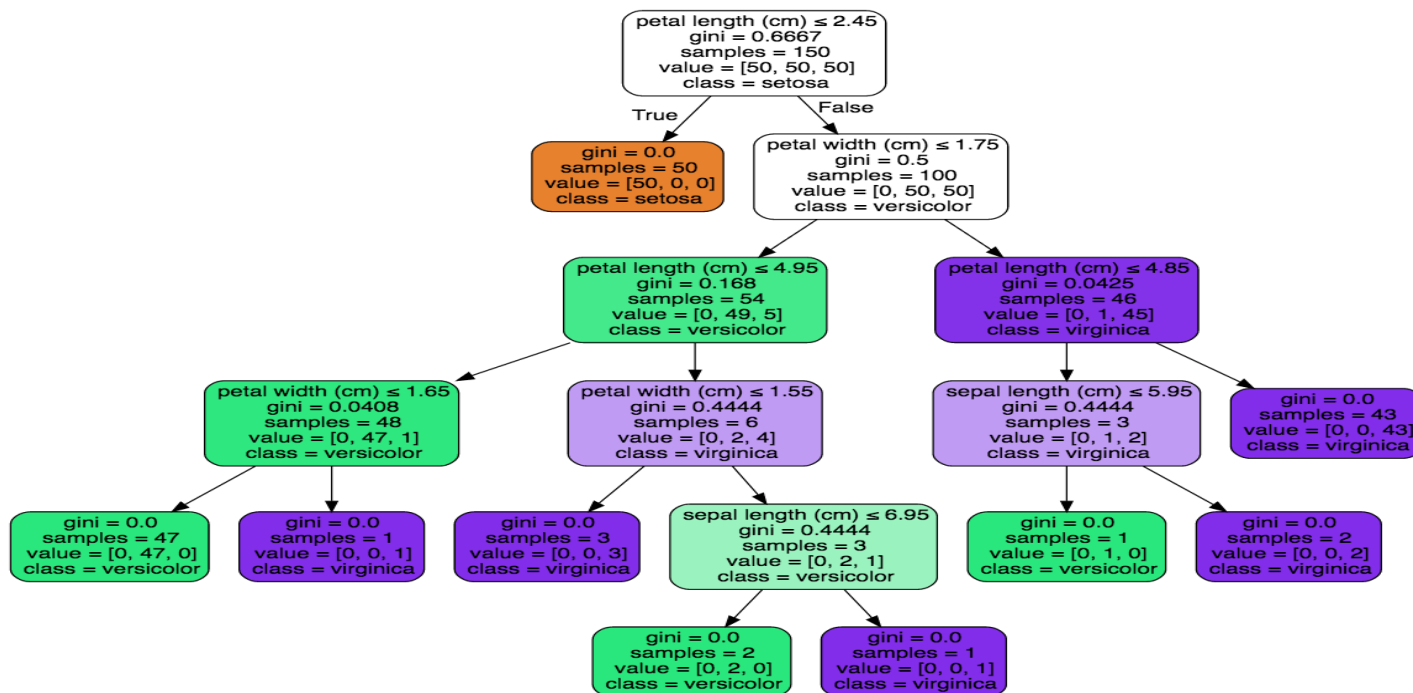 petal length (cm) ≤ 2.45
gini = 0.6667
samples = 150
value = [50, 50, 50]
class = setosa
True
False
gini = 0.0
samples = 50
value = [50, 0, 0]
class = setosa
petal width (cm) ≤ 1.75
gini = 0.5
samples = 100
value = [0, 50, 50]
class = versicolor
petal length (cm) ≤ 4.95
gini = 0.168
samples = 54
value = [0, 49, 5]
class = versicolor
petal length (cm) ≤ 4.85
gini = 0.0425
samples = 46
value = [0, 1, 45]
class = virginica
petal width (cm) ≤ 1.65
gini = 0.0408
samples = 48
value = [0, 47, 1]
class = versicolor
petal width (cm) ≤ 1.55
gini = 0.4444
samples = 6
value = [0, 2, 4]
class = virginica
sepal length (cm) ≤ 5.95
gini = 0.4444
samples = 3
value = [0, 1, 2]
class = virginica
gini = 0.0
samples = 43
value = [0, 0, 43]
class = virginica
gini = 0.0
samples = 47
value = [0, 47, 0]
class = versicolor
gini = 0.0
samples = 1
value = [0, 0, 1]
class = virginica
gini = 0.0
samples = 3
value = [0, 0, 3]
class = virginica
sepal length (cm) ≤ 6.95
gini = 0.4444
samples = 3
value = [0, 2, 1]
class = versicolor
gini = 0.0
samples = 1
value = [0, 1, 0]
class = versicolor
gini = 0.0
samples = 2
value = [0, 0, 2]
class = virginica
gini = 0.0
samples = 2
value = [0, 2, 0]
class = versicolor
gini = 0.0
samples = 1
value = [0, 0, 1]
class = virginica